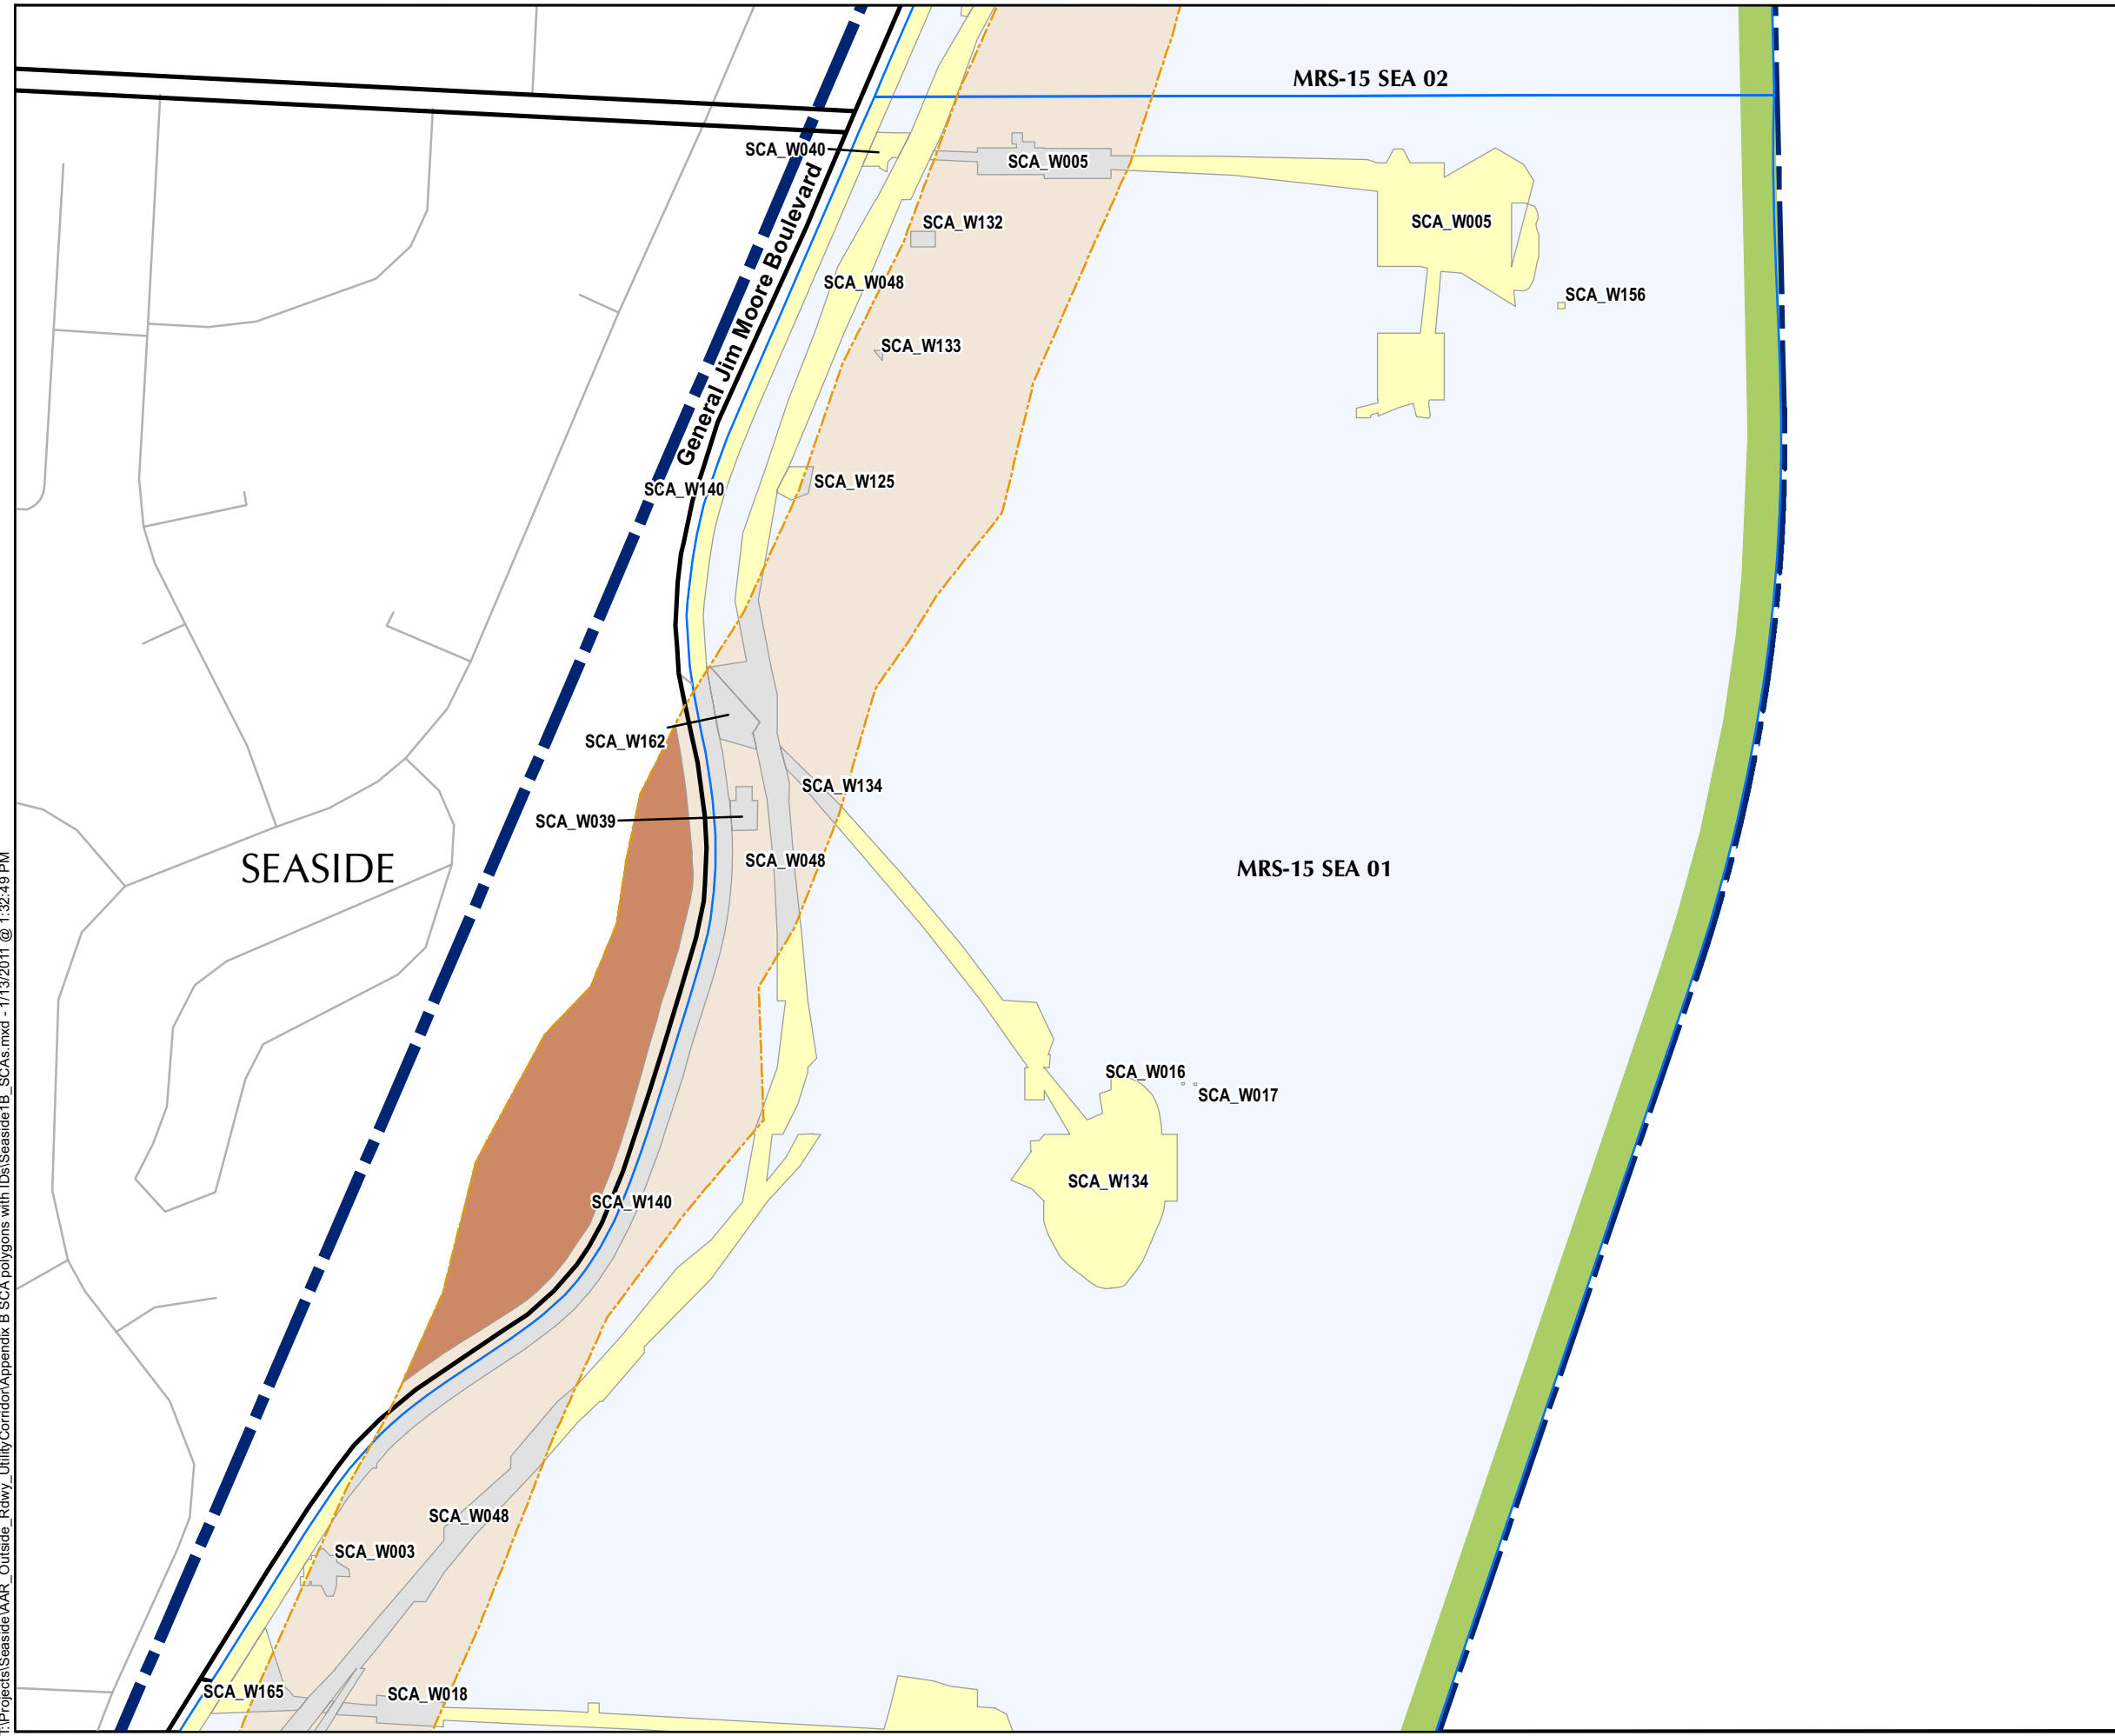 MRS-15 SEA 02
SCA_W040
SCA_W005
SCA_W132
SCA_W005
General Jim Moore Boulevard
SCA_W048
SCA_W156
SCA_W133
SCA_W125
SCA_W140
SCA_W162
SCA_W134
SCA_W039
SCA_W048
SEASIDE
MRS-15 SEA 01
SCA_W016
SCA_W017
SCA_W134
SCA_W140
SCA_W048
SCA_W003
SCA_W165
SCA_W018
T:\Projects\Seaside\AAR_Outside_Rdwy_UtilityCorridor\Appendix B SCA polygons with IDs\Seaside1B_SCAs.mxd - 1/13/2011 @ 1:32:49 PM